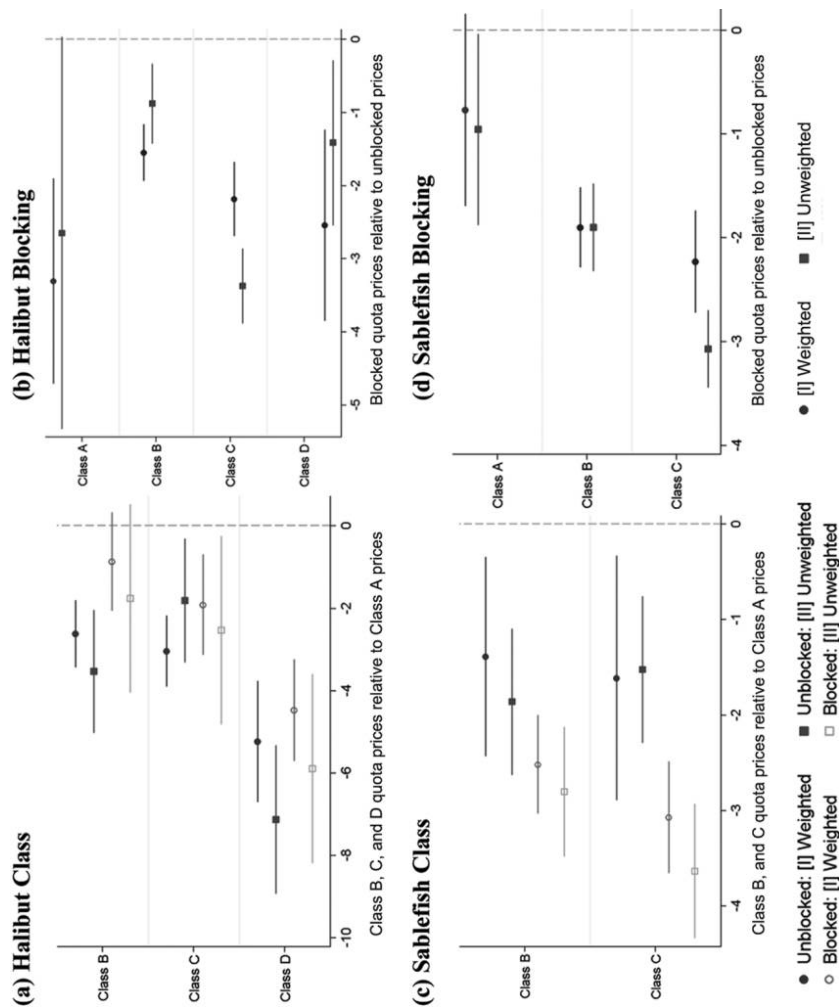 (a) Halibut Class
Class B
Class C
Class D
-10
-8
-6
-4
-2
0
Class B, C, and D quota prices relative to Class A prices
(b) Halibut Blocking
Class A
Class B
Class C
Class D
-5
-4
-3
-2
-1
0
Blocked quota prices relative to unblocked prices
(c) Sablefish Class
Class B
Class C
-4
-3
-2
-1
0
Class B, and C quota prices relative to Class A prices
● Unblocked: [I] Weighted
■ Unblocked: [II] Unweighted
○ Blocked: [I] Weighted
□ Blocked: [II] Unweighted
(d) Sablefish Blocking
Class A
Class B
Class C
-4
-3
-2
-1
0
Blocked quota prices relative to unblocked prices
● [I] Weighted
■ [II] Unweighted